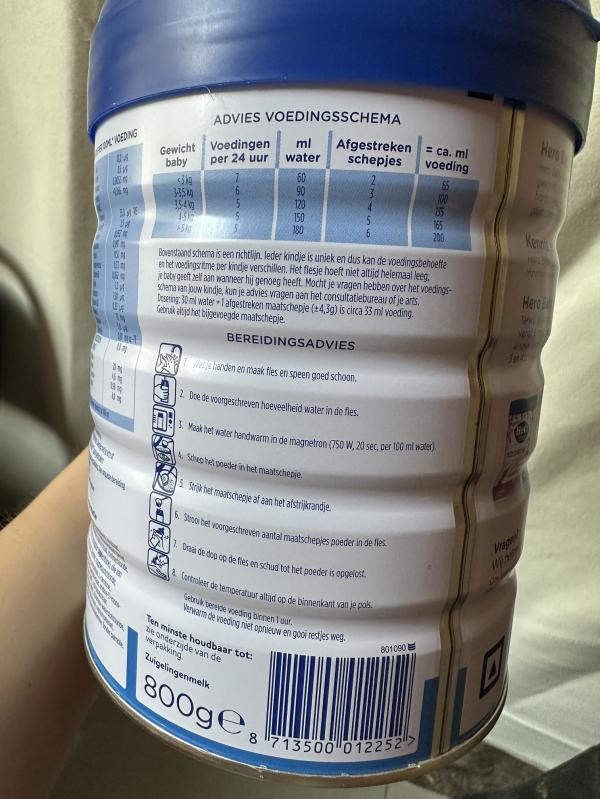 ADVIES VOEDINGSSCHEMA
Gewicht baby Voedingen per 24 uur ml water Afgestreken schepjes = ca. ml voeding
<3 kg 7 60 2 65
3-3,5 kg 6 90 3 100
3,5-4 kg 5 120 4 135
4-5 kg 5 150 5 165
>5 kg 5 180 6 200
Bovenstaand schema is een richtlijn. Ieder kindje is uniek en dus kan de voedingsbehoefte
en het voedingsritme per kindje verschillen. Het flesje hoeft niet altijd helemaal leeg,
je baby geeft zelf aan wanneer hij genoeg heeft. Mocht je vragen hebben over het voedings-
schema van jouw kindje, kun je advies vragen aan het consultatiebureau of je arts.
Dosering: 30 ml water + 1 afgestreken maatschepje (±4,3g) is circa 33 ml voeding.
Gebruik altijd het bijgevoegde maatschepje.
BEREIDINGSADVIES
1. Was je handen en maak fles en speen goed schoon.
2. Doe de voorgeschreven hoeveelheid water in de fles.
3. Maak het water handwarm in de magnetron (750 W, 20 sec, per 100 ml water).
4. Schep het poeder in het maatschepje.
5. Strijk het maatschepje af aan het afstrijkrandje.
6. Strooi het voorgeschreven aantal maatschepjes poeder in de fles.
7. Draai de dop op de fles en schud tot het poeder is opgelost.
8. Controleer de temperatuur altijd op de binnenkant van je pols.
Gebruik bereide voeding binnen 1 uur.
Verwarm de voeding niet opnieuw en gooi restjes weg.
Ten minste houdbaar tot:
zie onderzijde van de
verpakking.
Zuigelingenmelk
800g e
801090
8 713500 012252 >
VOEDING
Hero
Kennis
Hero
Vragen